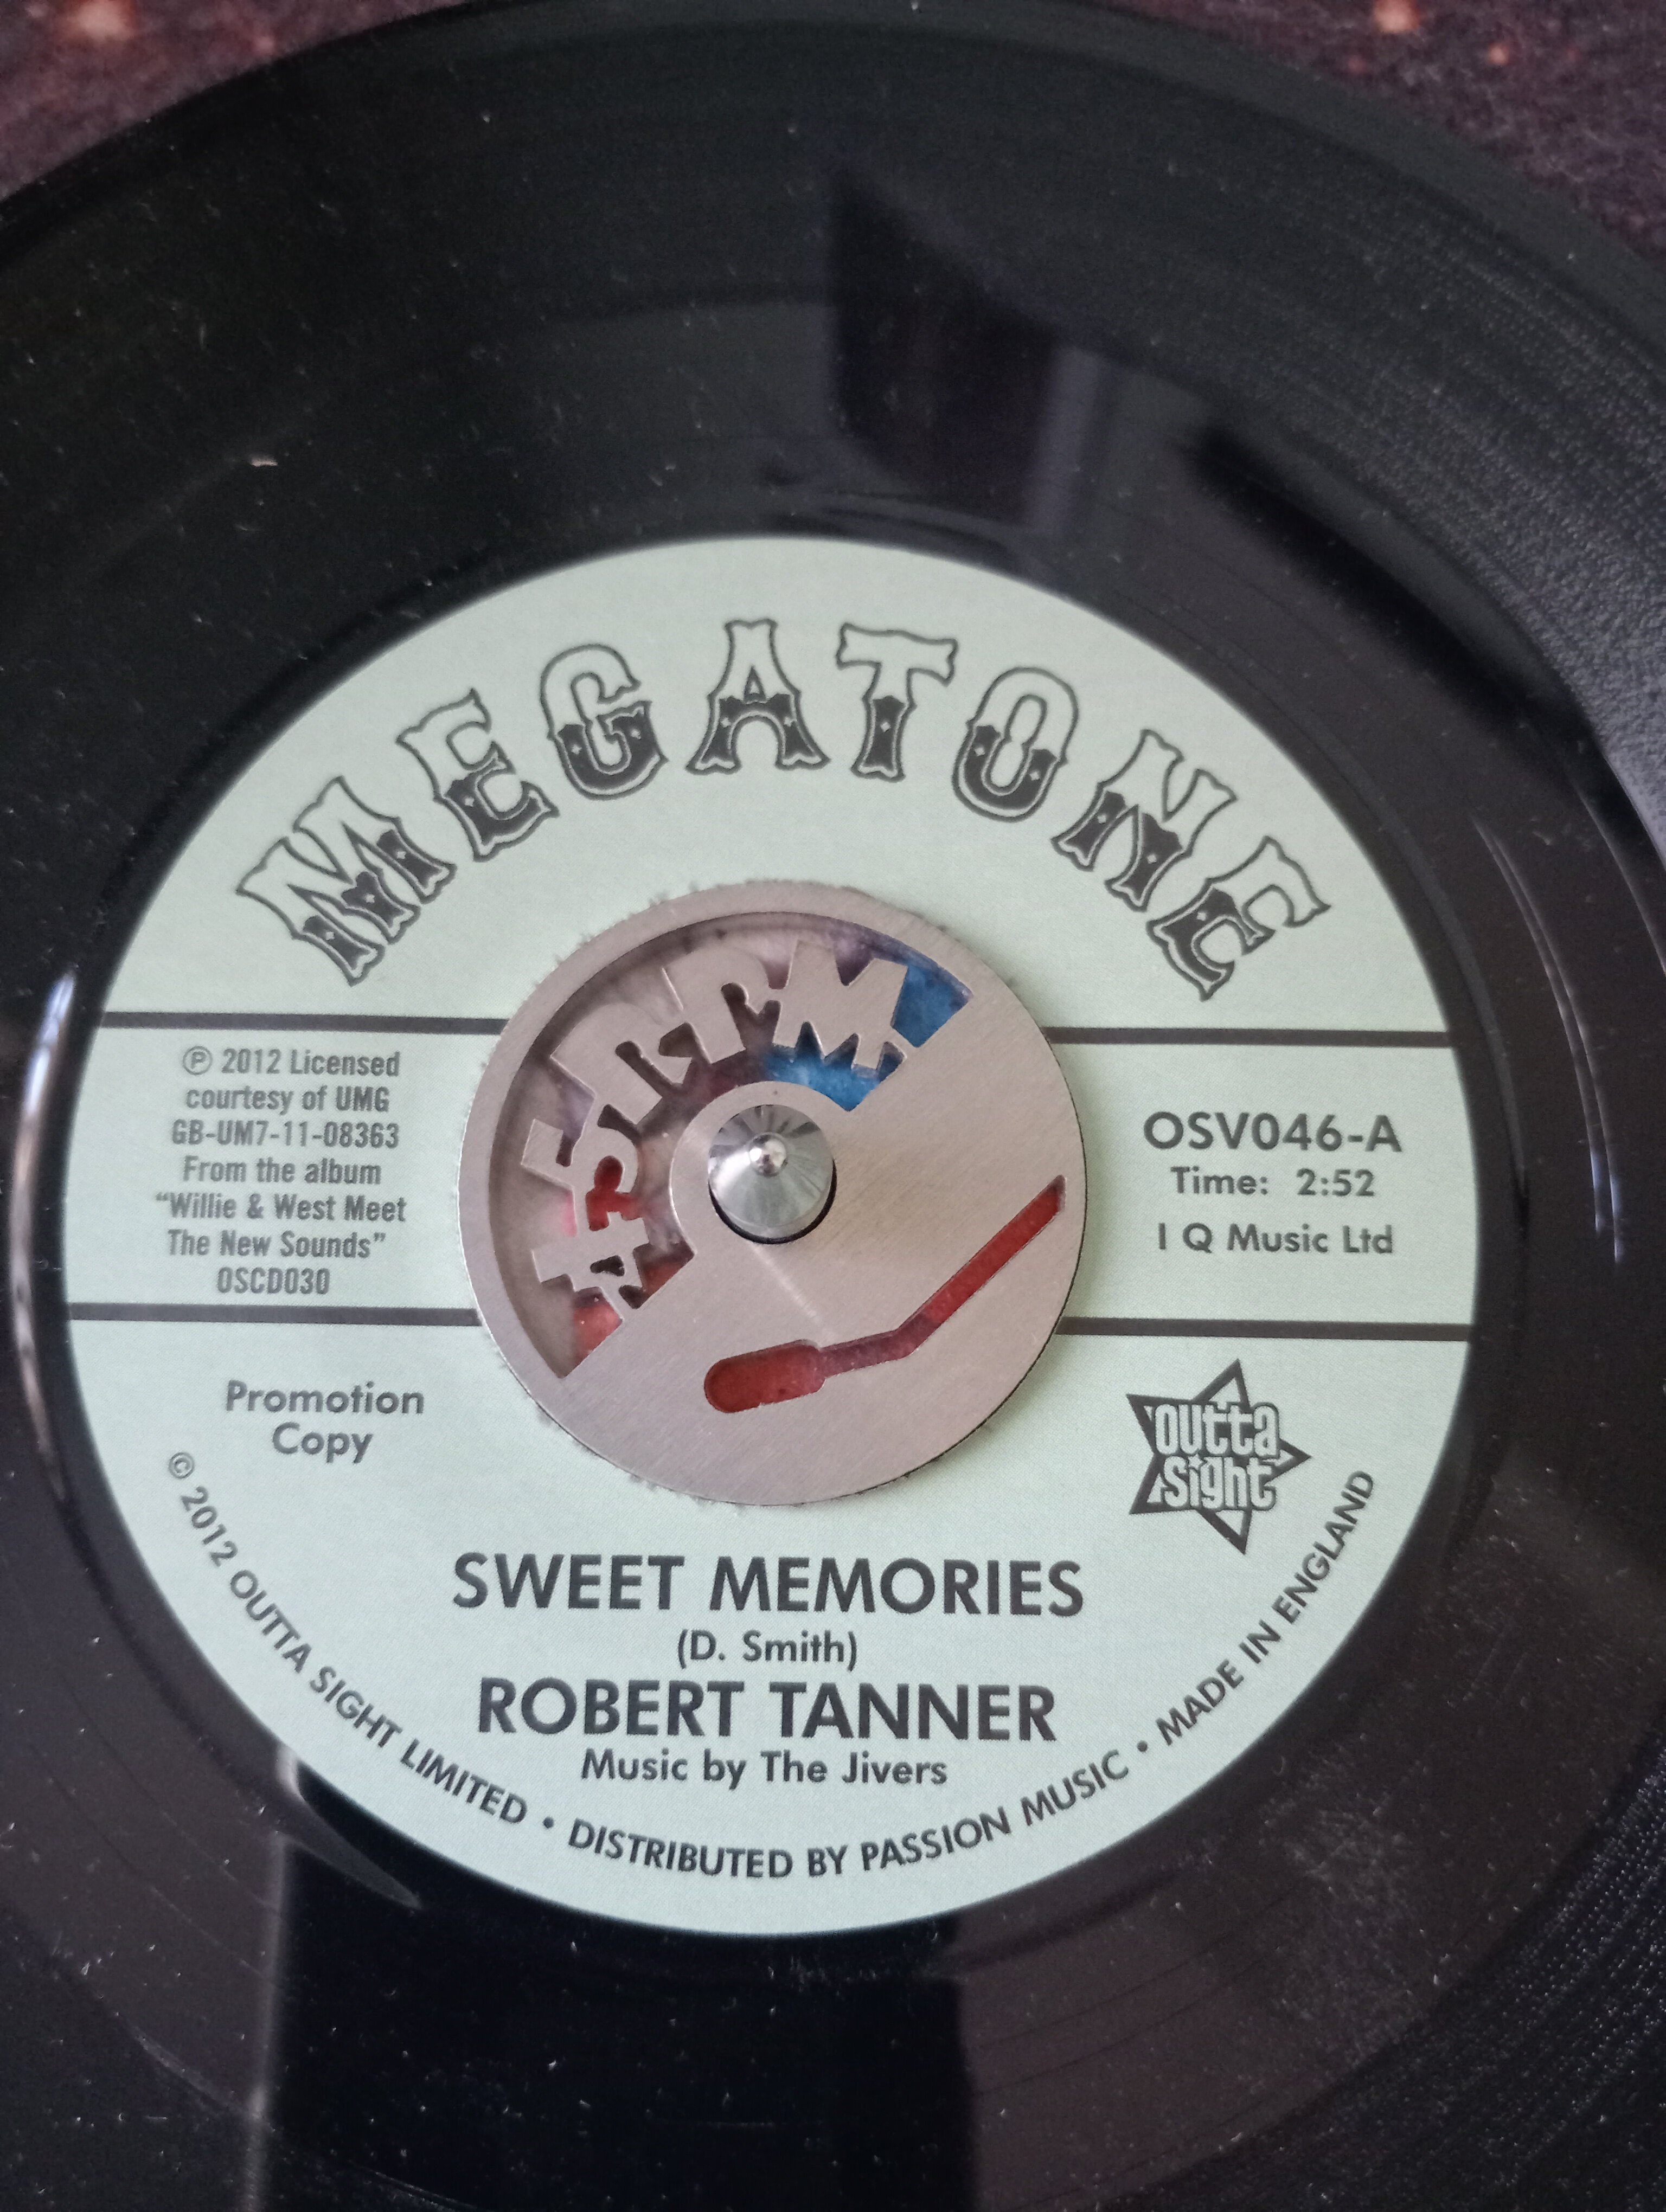 MEGATONE
℗ 2012 Licensed
courtesy of UMG
GB-UM7-11-08363
From the album
“Willie & West Meet
The New Sounds”
OSCD030
45 RPM
OSV046-A
Time: 2:52
I Q Music Ltd
Promotion
Copy
outta
sight
SWEET MEMORIES
(D. Smith)
ROBERT TANNER
Music by The Jivers
© 2012 OUTTA SIGHT LIMITED • DISTRIBUTED BY PASSION MUSIC • MADE IN ENGLAND